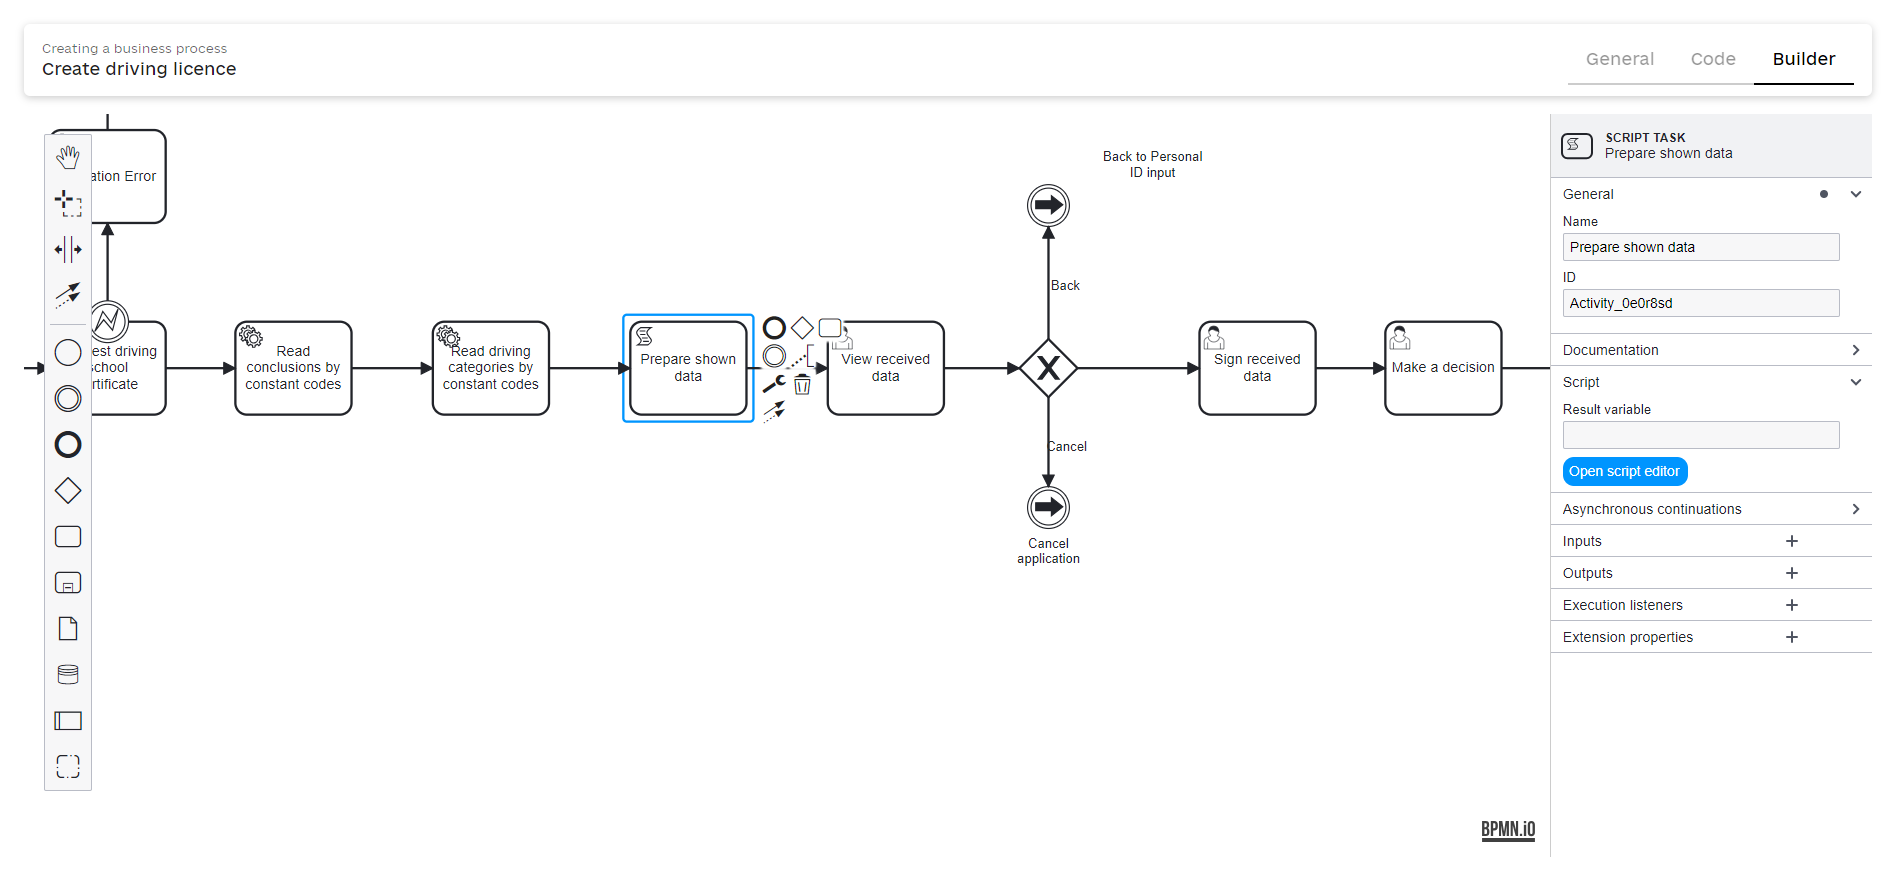 Creating a business process
Create driving licence
General
Code
Builder
ation Error
est driving
school
rtificate
Read
conclusions by
constant codes
Read driving
categories by
constant codes
Prepare shown
data
View received
data
Back to Personal
ID input
Back
Cancel
Cancel
application
Sign received
data
Make a decision
BPMN.iO
SCRIPT TASK
Prepare shown data
General
Name
Prepare shown data
ID
Activity_0e0r8sd
Documentation
Script
Result variable
Open script editor
Asynchronous continuations
Inputs
Outputs
Execution listeners
Extension properties